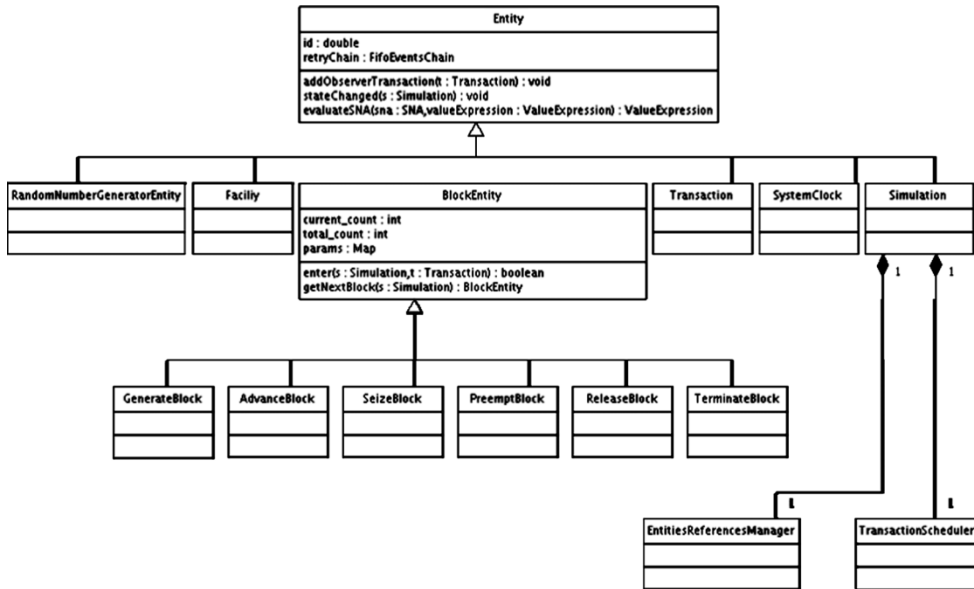 Entity
id : double
retryChain : FifoEventsChain
addObserverTransaction(t : Transaction) : void
stateChanged(s : Simulation) : void
evaluateSNA(sna : SNA,valueExpression : ValueExpression) : ValueExpression
RandomNumberGeneratorEntity
Faciliy
BlockEntity
Transaction
SystemClock
Simulation
current_count : int
total_count : int
params : Map
enter(s : Simulation,t : Transaction) : boolean
getNextBlock(s : Simulation) : BlockEntity
1
1
GenerateBlock
AdvanceBlock
SeizeBlock
PreemptBlock
ReleaseBlock
TerminateBlock
EntitiesReferencesManager
TransactionScheduler